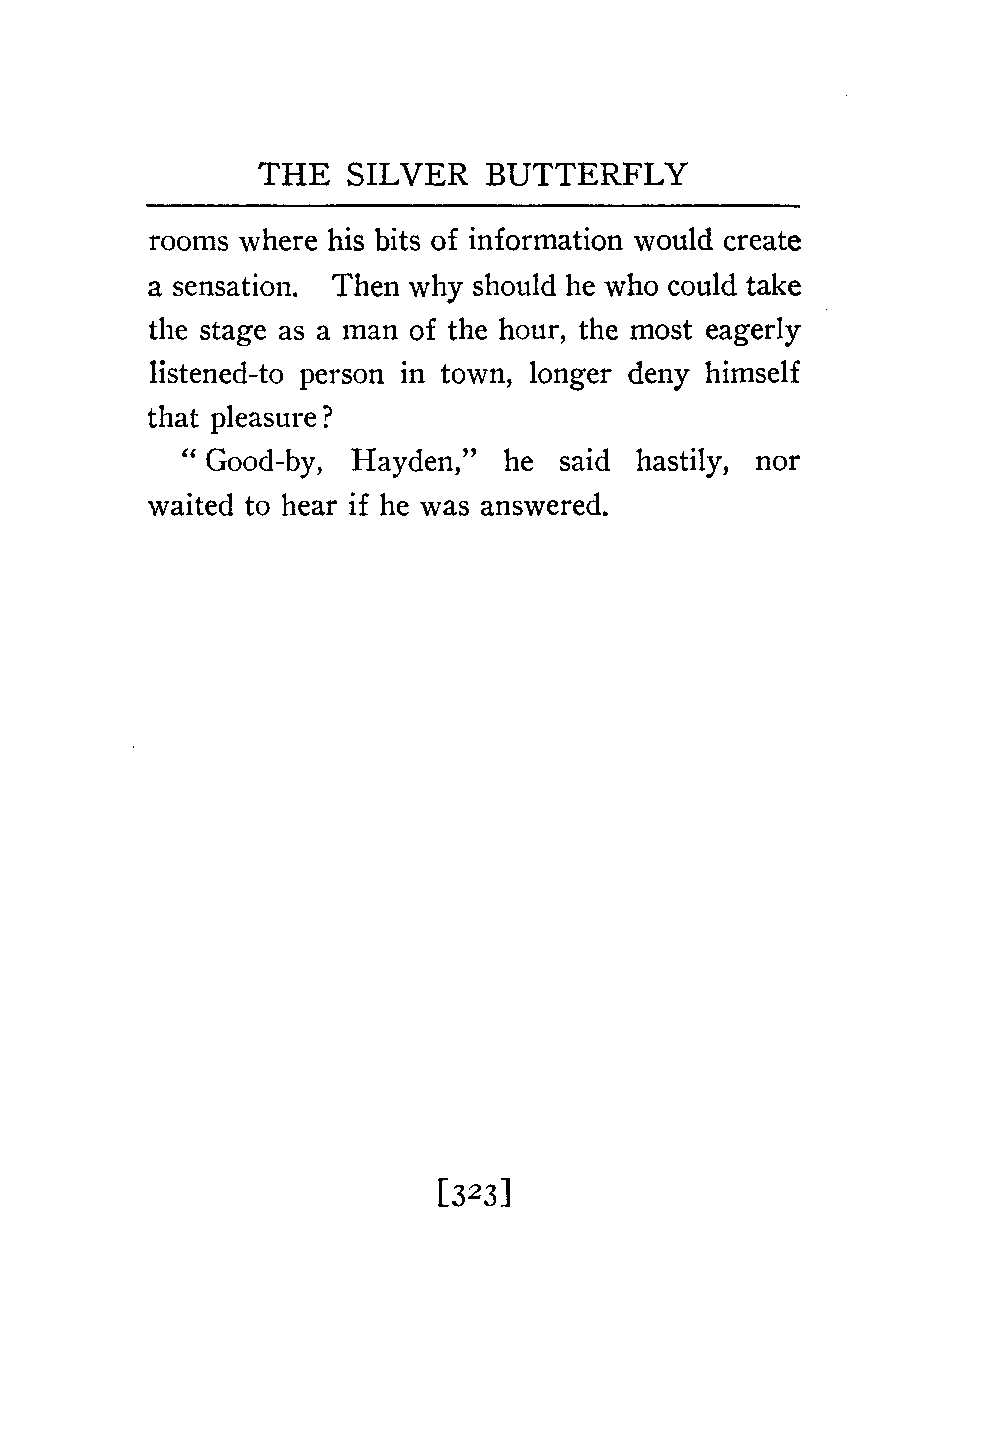 THE SILVER BUTTERFLY
rooms where his bits of information would create
a sensation. Then why should he who could take
the stage as a man of the hour, the most eagerly
listened-to person in town, longer deny himself
that pleasure?
“ Good-by, Hayden,” he said hastily, nor
waited to hear if he was answered.
[323]